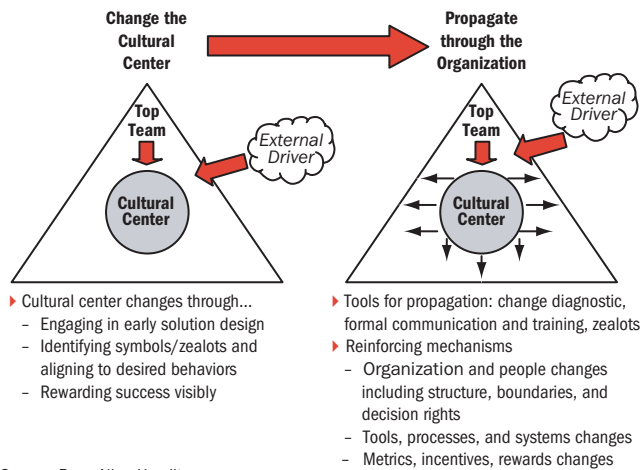 Change the
Cultural
Center
Propagate
through the
Organization
Top
Team
External
Driver
Cultural
Center
Top
Team
External
Driver
Cultural
Center
Cultural center changes through...
– Engaging in early solution design
– Identifying symbols/zealots and
aligning to desired behaviors
– Rewarding success visibly
Tools for propagation: change diagnostic,
formal communication and training, zealots
Reinforcing mechanisms
– Organization and people changes
including structure, boundaries, and
decision rights
– Tools, processes, and systems changes
– Metrics, incentives, rewards changes